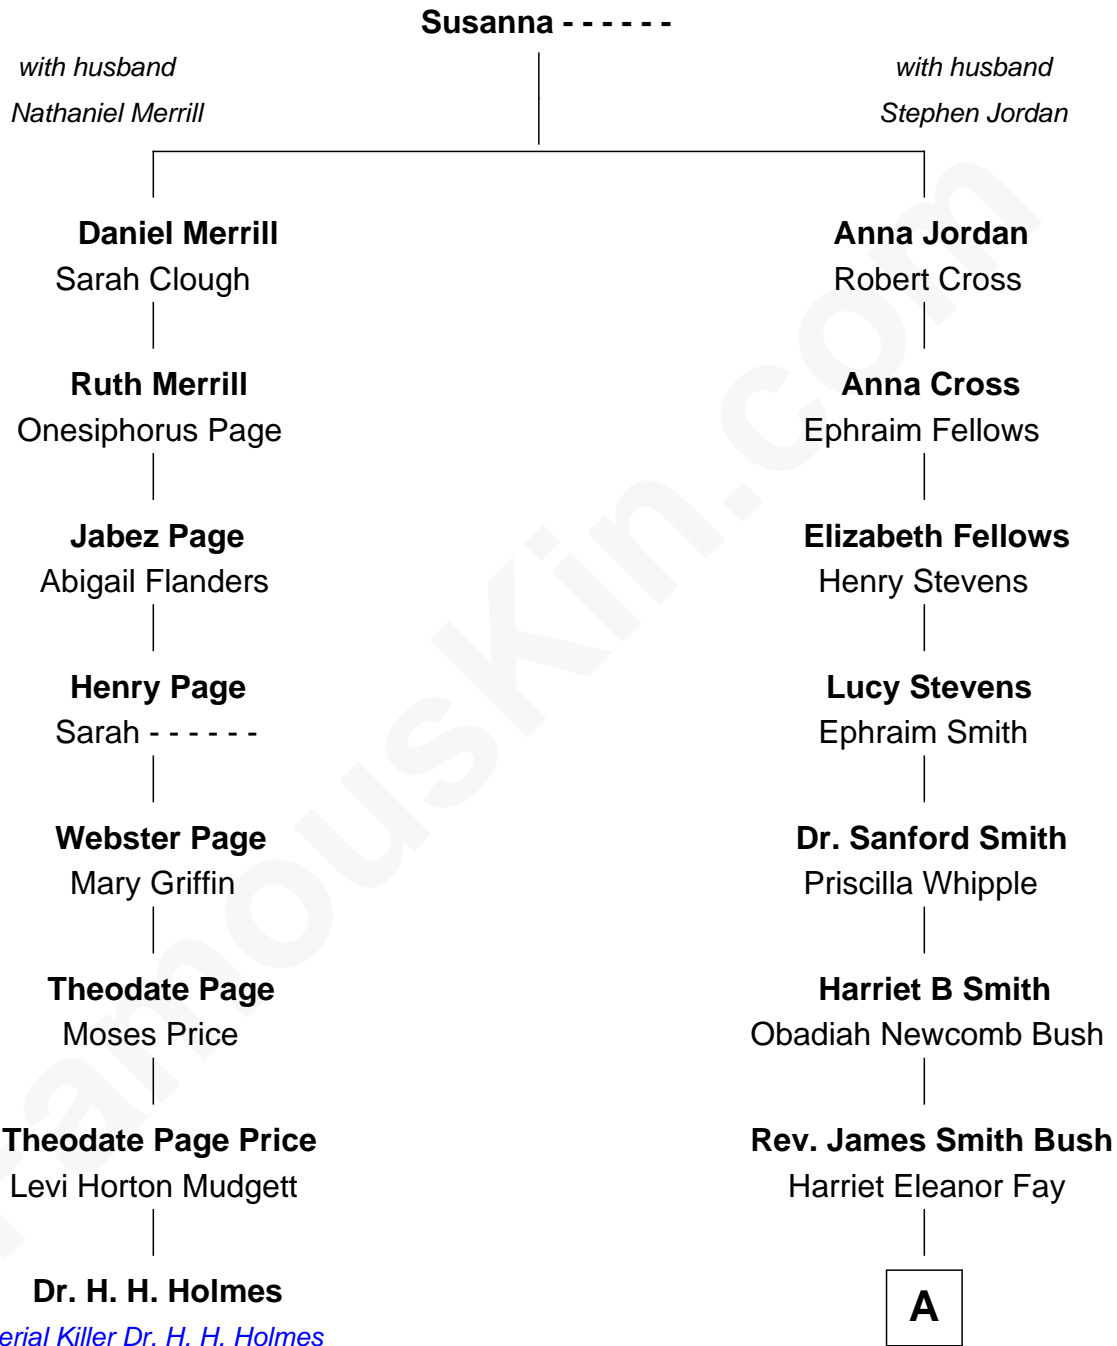 Susanna - - - - - -
with husband
Nathaniel Merrill
with husband
Stephen Jordan
Daniel Merrill
Sarah Clough
Anna Jordan
Robert Cross
Ruth Merrill
Onesiphorus Page
Anna Cross
Ephraim Fellows
Jabez Page
Abigail Flanders
Elizabeth Fellows
Henry Stevens
Henry Page
Sarah - - - - - -
Lucy Stevens
Ephraim Smith
Webster Page
Mary Griffin
Dr. Sanford Smith
Priscilla Whipple
Theodate Page
Moses Price
Harriet B Smith
Obadiah Newcomb Bush
Theodate Page Price
Levi Horton Mudgett
Rev. James Smith Bush
Harriet Eleanor Fay
Dr. H. H. Holmes
erial Killer Dr. H. H. Holmes
A
FamousKin.com